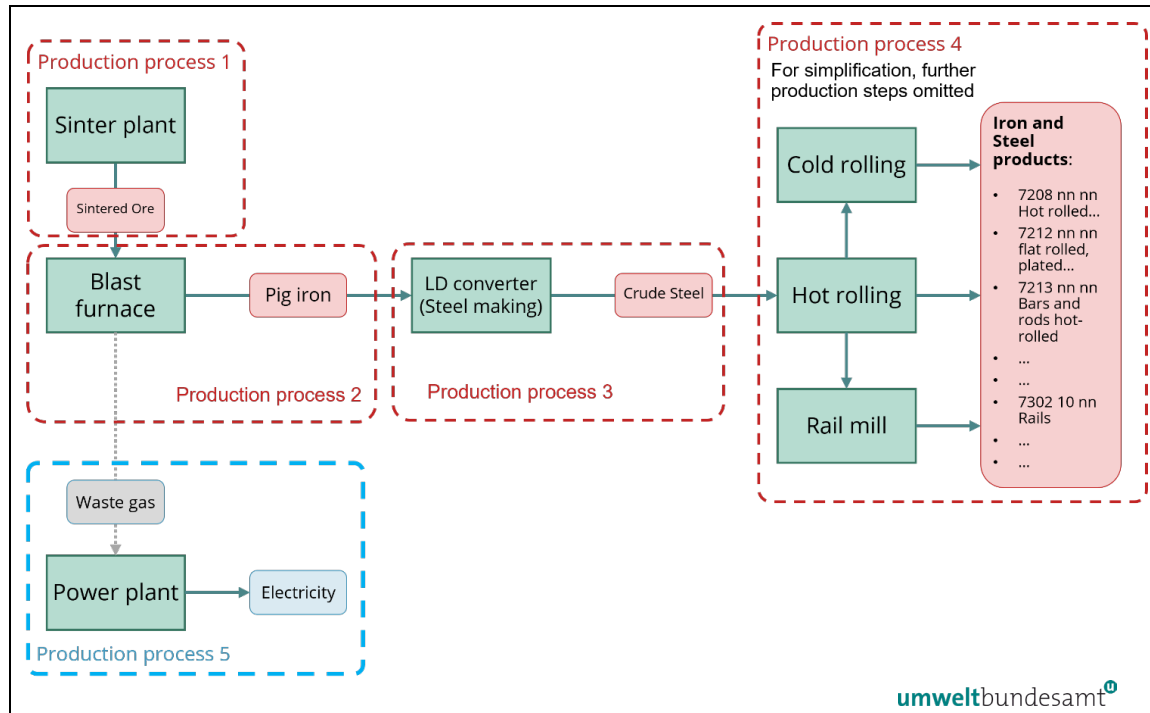 Production process 1
Sinter plant
Sintered Ore
Blast
furnace
Pig iron
Production process 2
LD converter
(Steel making)
Crude Steel
Production process 3
Production process 4
For simplification, further
production steps omitted
Cold rolling
Hot rolling
Rail mill
Iron and
Steel
products:
• 7208 nn nn
Hot rolled...
• 7212 nn nn
flat rolled,
plated...
• 7213 nn nn
Bars and
rods hot-
rolled
• ...
• ...
• 7302 10 nn
Rails
• ...
• ...
Waste gas
Power plant
Electricity
Production process 5
umweltbundesamt u